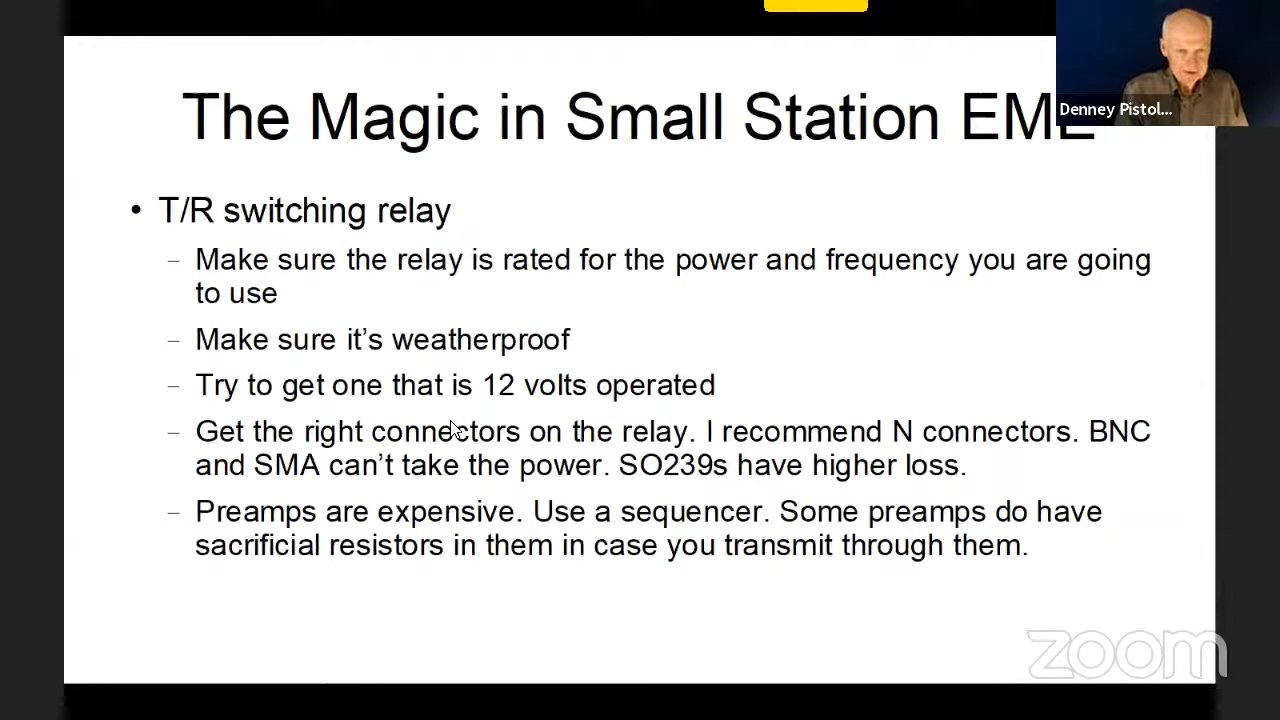 The Magic in Small Station EME
Denney Pistol...
• T/R switching relay
– Make sure the relay is rated for the power and frequency you are going
to use
– Make sure it's weatherproof
– Try to get one that is 12 volts operated
– Get the right connectors on the relay. I recommend N connectors. BNC
and SMA can't take the power. SO239s have higher loss.
– Preamps are expensive. Use a sequencer. Some preamps do have
sacrificial resistors in them in case you transmit through them.
zoom